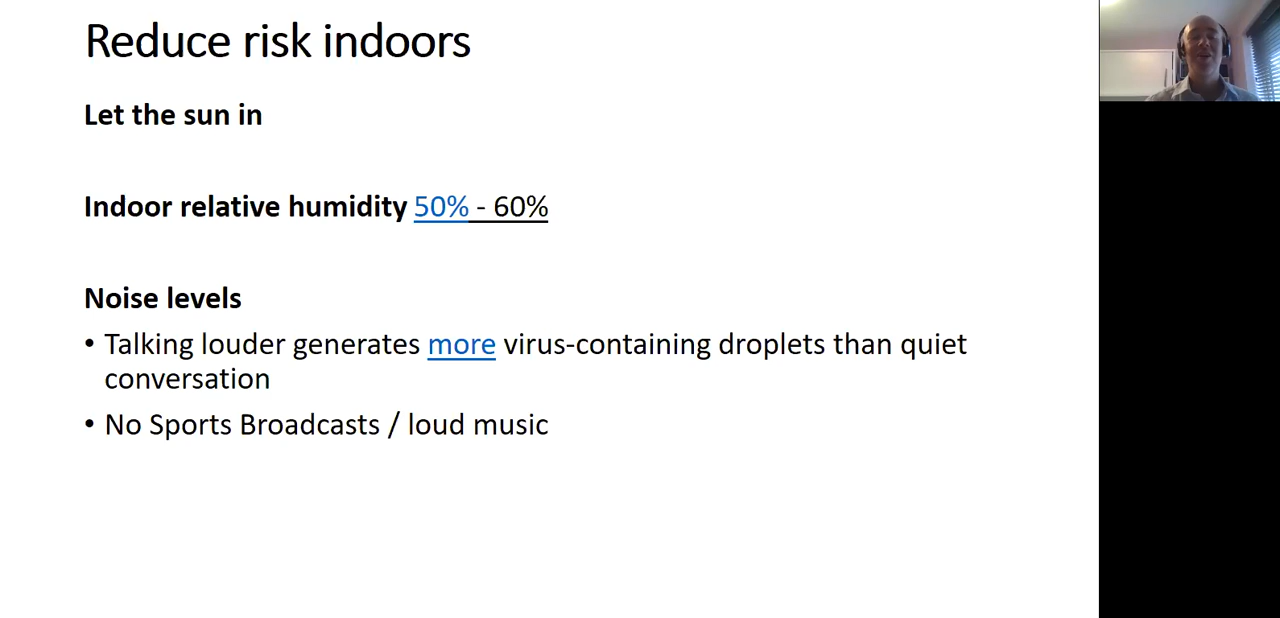 Reduce risk indoors
Let the sun in
Indoor relative humidity 50% - 60%
Noise levels
• Talking louder generates more virus-containing droplets than quiet
conversation
• No Sports Broadcasts / loud music